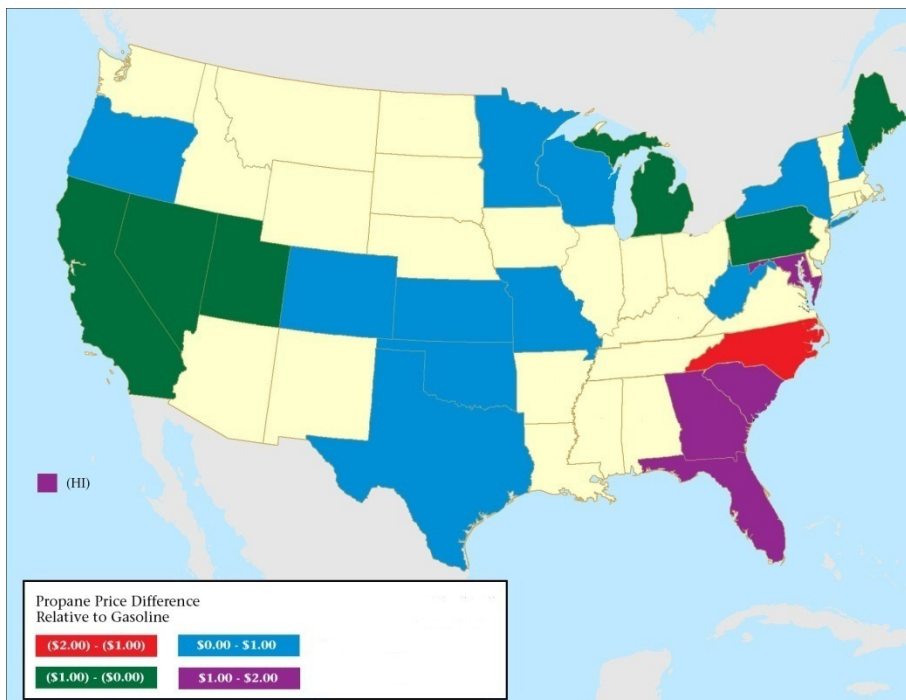 (HI)
Propane Price Difference
Relative to Gasoline
($2.00) - ($1.00)
$0.00 - $1.00
($1.00) - ($0.00)
$1.00 - $2.00